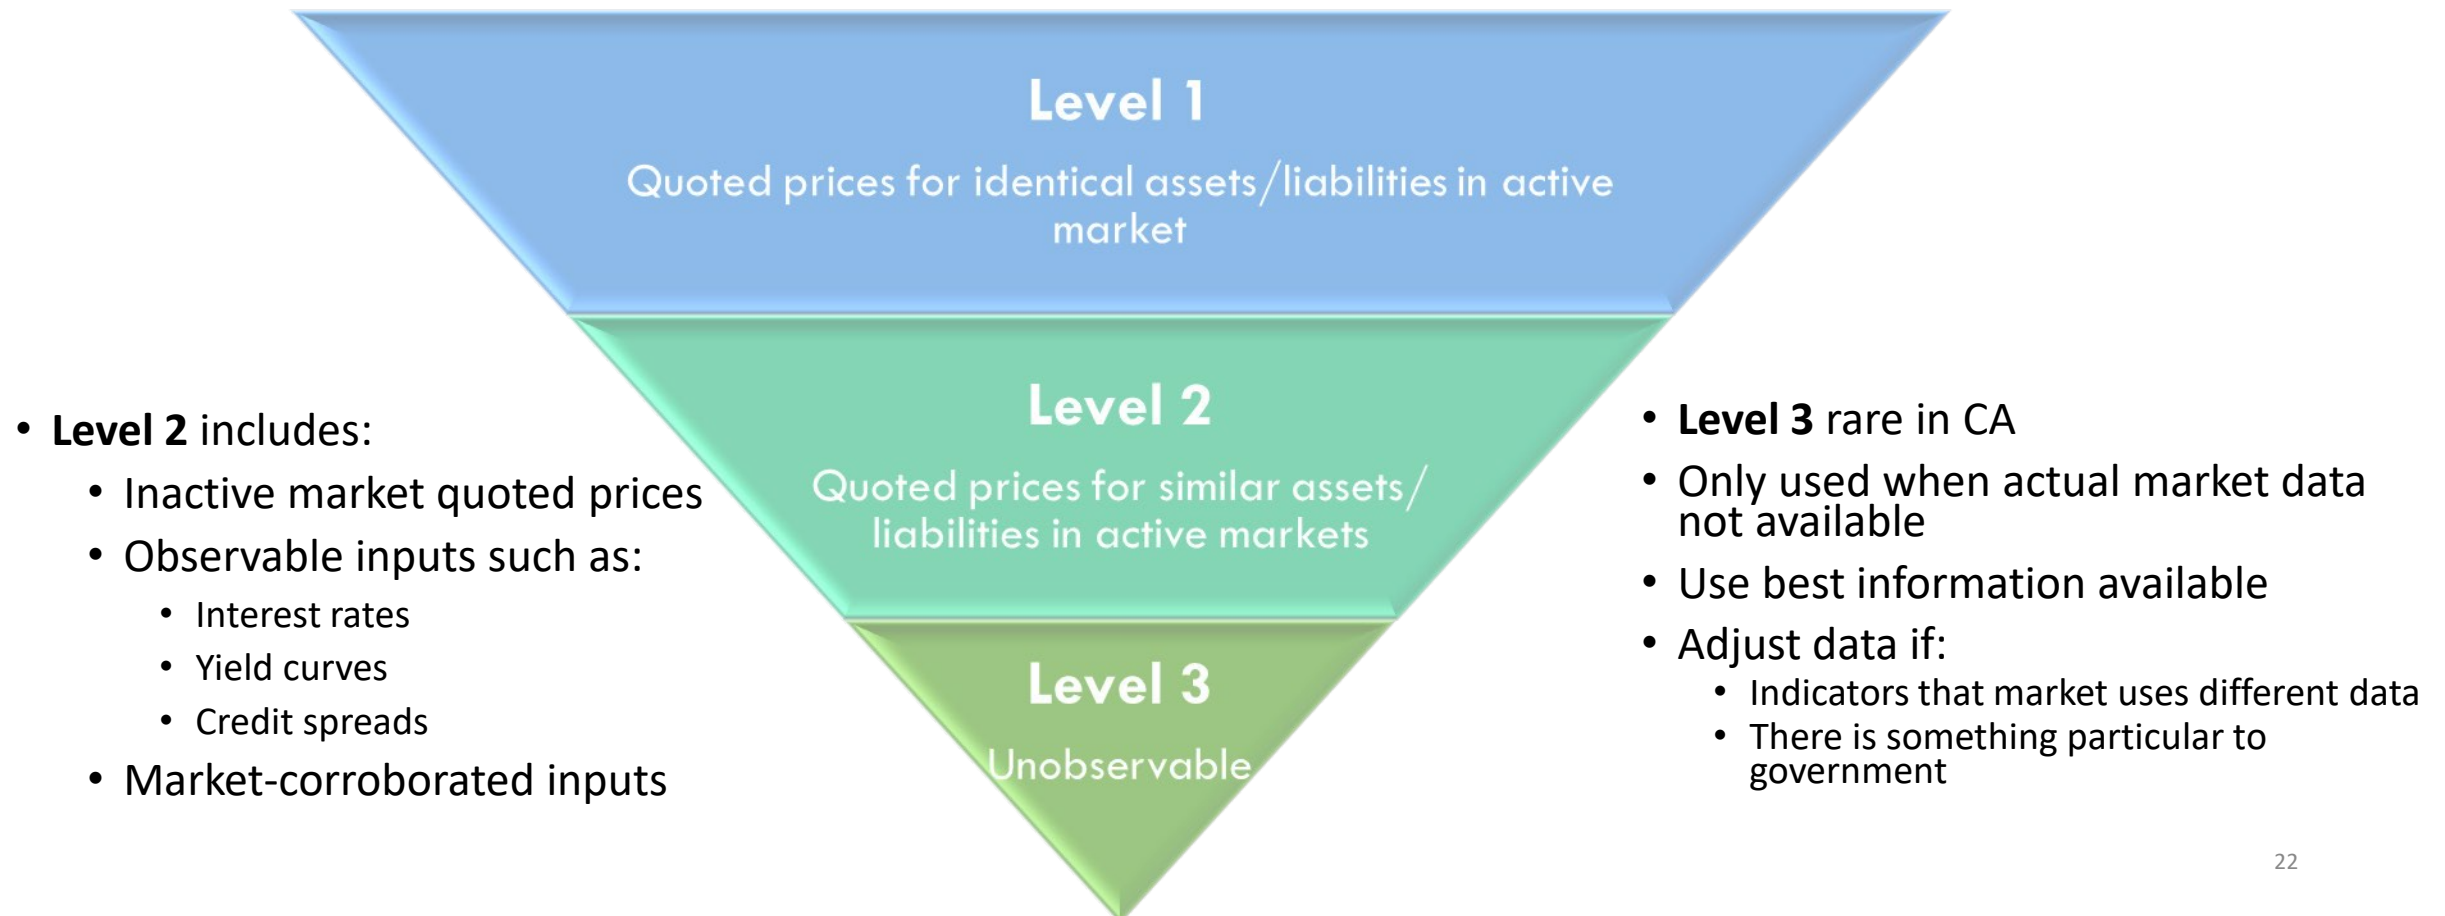 Level 1
Quoted prices for identical assets/liabilities in active
market
Level 2
Quoted prices for similar assets/
liabilities in active markets
Level 3
Unobservable
• Level 2 includes:
• Inactive market quoted prices
• Observable inputs such as:
• Interest rates
• Yield curves
• Credit spreads
• Market-corroborated inputs
• Level 3 rare in CA
• Only used when actual market data
not available
• Use best information available
• Adjust data if:
• Indicators that market uses different data
• There is something particular to
government
22